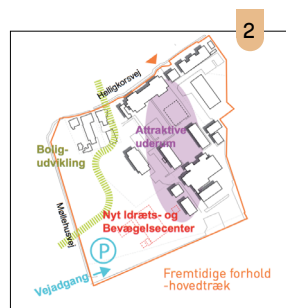 2
Helligkorsvej
Attraktive
uderum
Bolig-
udvikling
Nyt Idræts- og
Bevægelsecenter
Møllehusvej
P
Vejadgang
Fremtidige forhold
-hovedtræk